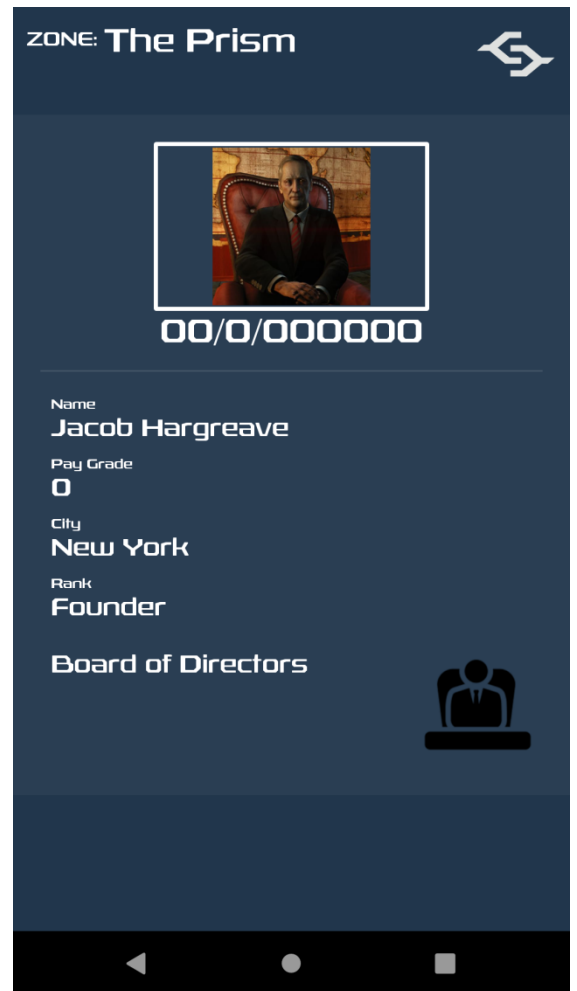 ZONE: The Prism
00/0/000000
Name
Jacob Hargreave
Pay Grade
0
City
New York
Rank
Founder
Board of Directors